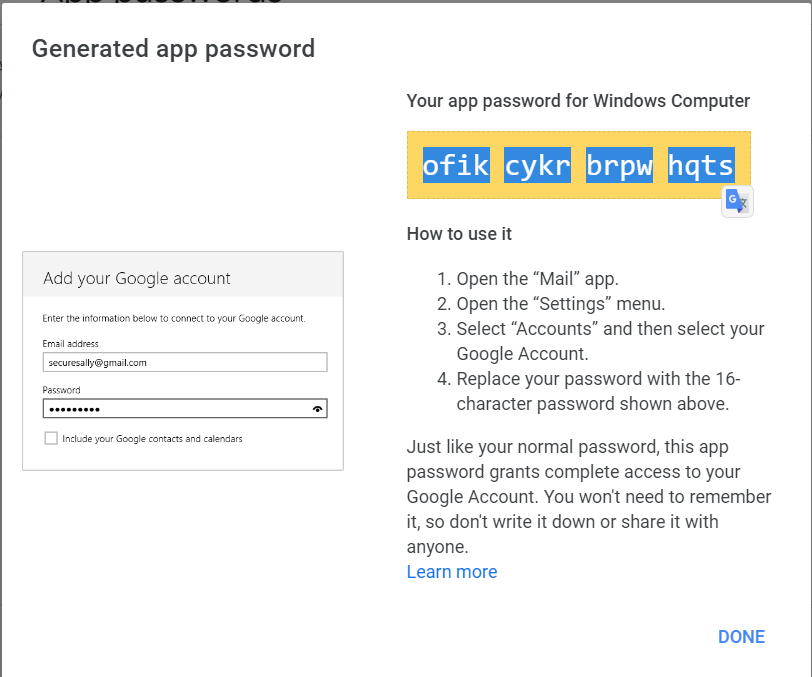 Generated app password
Your app password for Windows Computer
ofik cykr brpw hqts
How to use it
1. Open the “Mail” app.
2. Open the “Settings” menu.
3. Select “Accounts” and then select your
Google Account.
4. Replace your password with the 16-
character password shown above.
Just like your normal password, this app
password grants complete access to your
Google Account. You won't need to remember
it, so don't write it down or share it with
anyone.
Learn more
Add your Google account
Enter the information below to connect to your Google account.
Email address
securesally@gmail.com
Password
•••••••••
Include your Google contacts and calendars
DONE